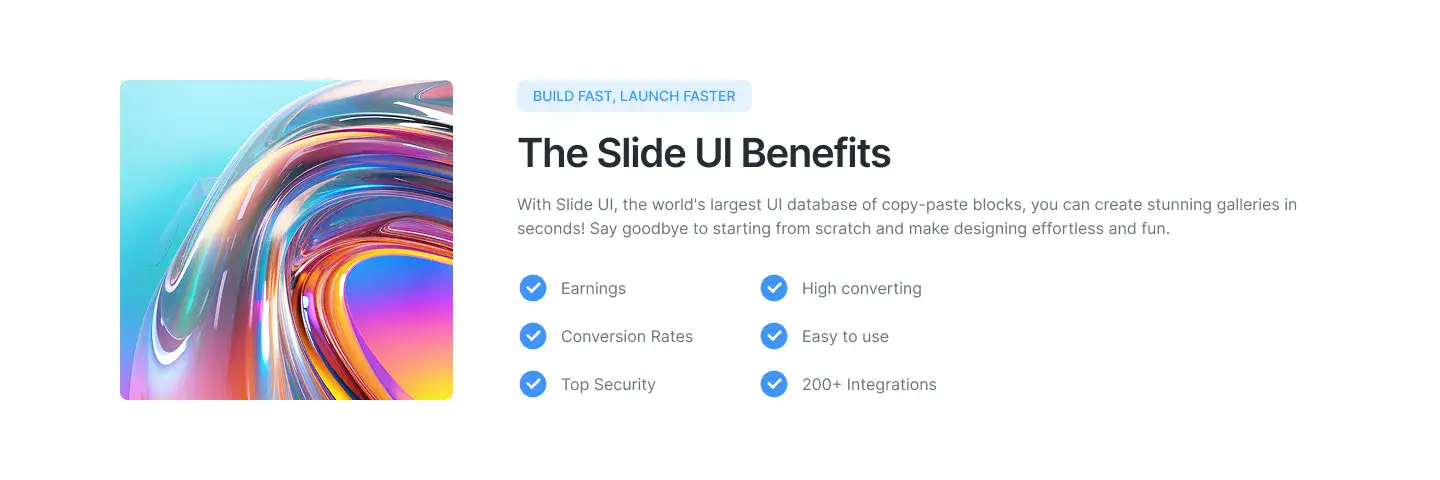 BUILD FAST, LAUNCH FASTER
The Slide UI Benefits
With Slide UI, the world's largest UI database of copy-paste blocks, you can create stunning galleries in
seconds! Say goodbye to starting from scratch and make designing effortless and fun.
Earnings
High converting
Conversion Rates
Easy to use
Top Security
200+ Integrations